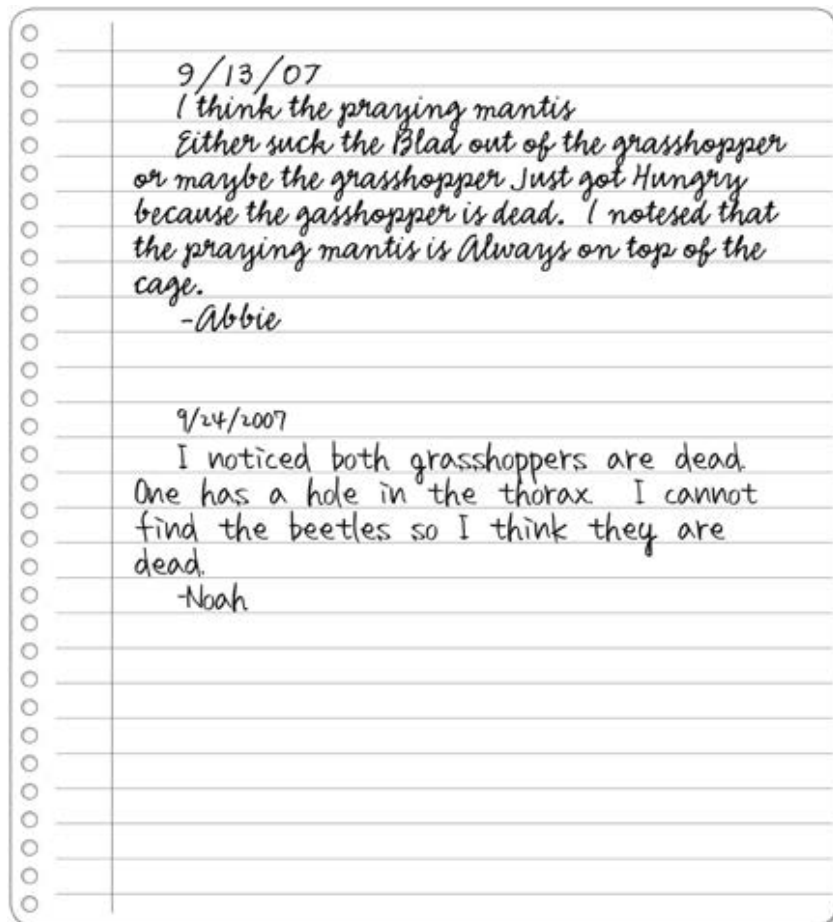 9/13/07
I think the praying mantis
Either suck the Blad out of the grasshopper
or maybe the grasshopper Just got Hungry
because the gasshopper is dead. I notesed that
the praying mantis is Always on top of the
cage.
-Abbie
9/24/2007
I noticed both grasshoppers are dead.
One has a hole in the thorax. I cannot
find the beetles so I think they are
dead.
-Noah